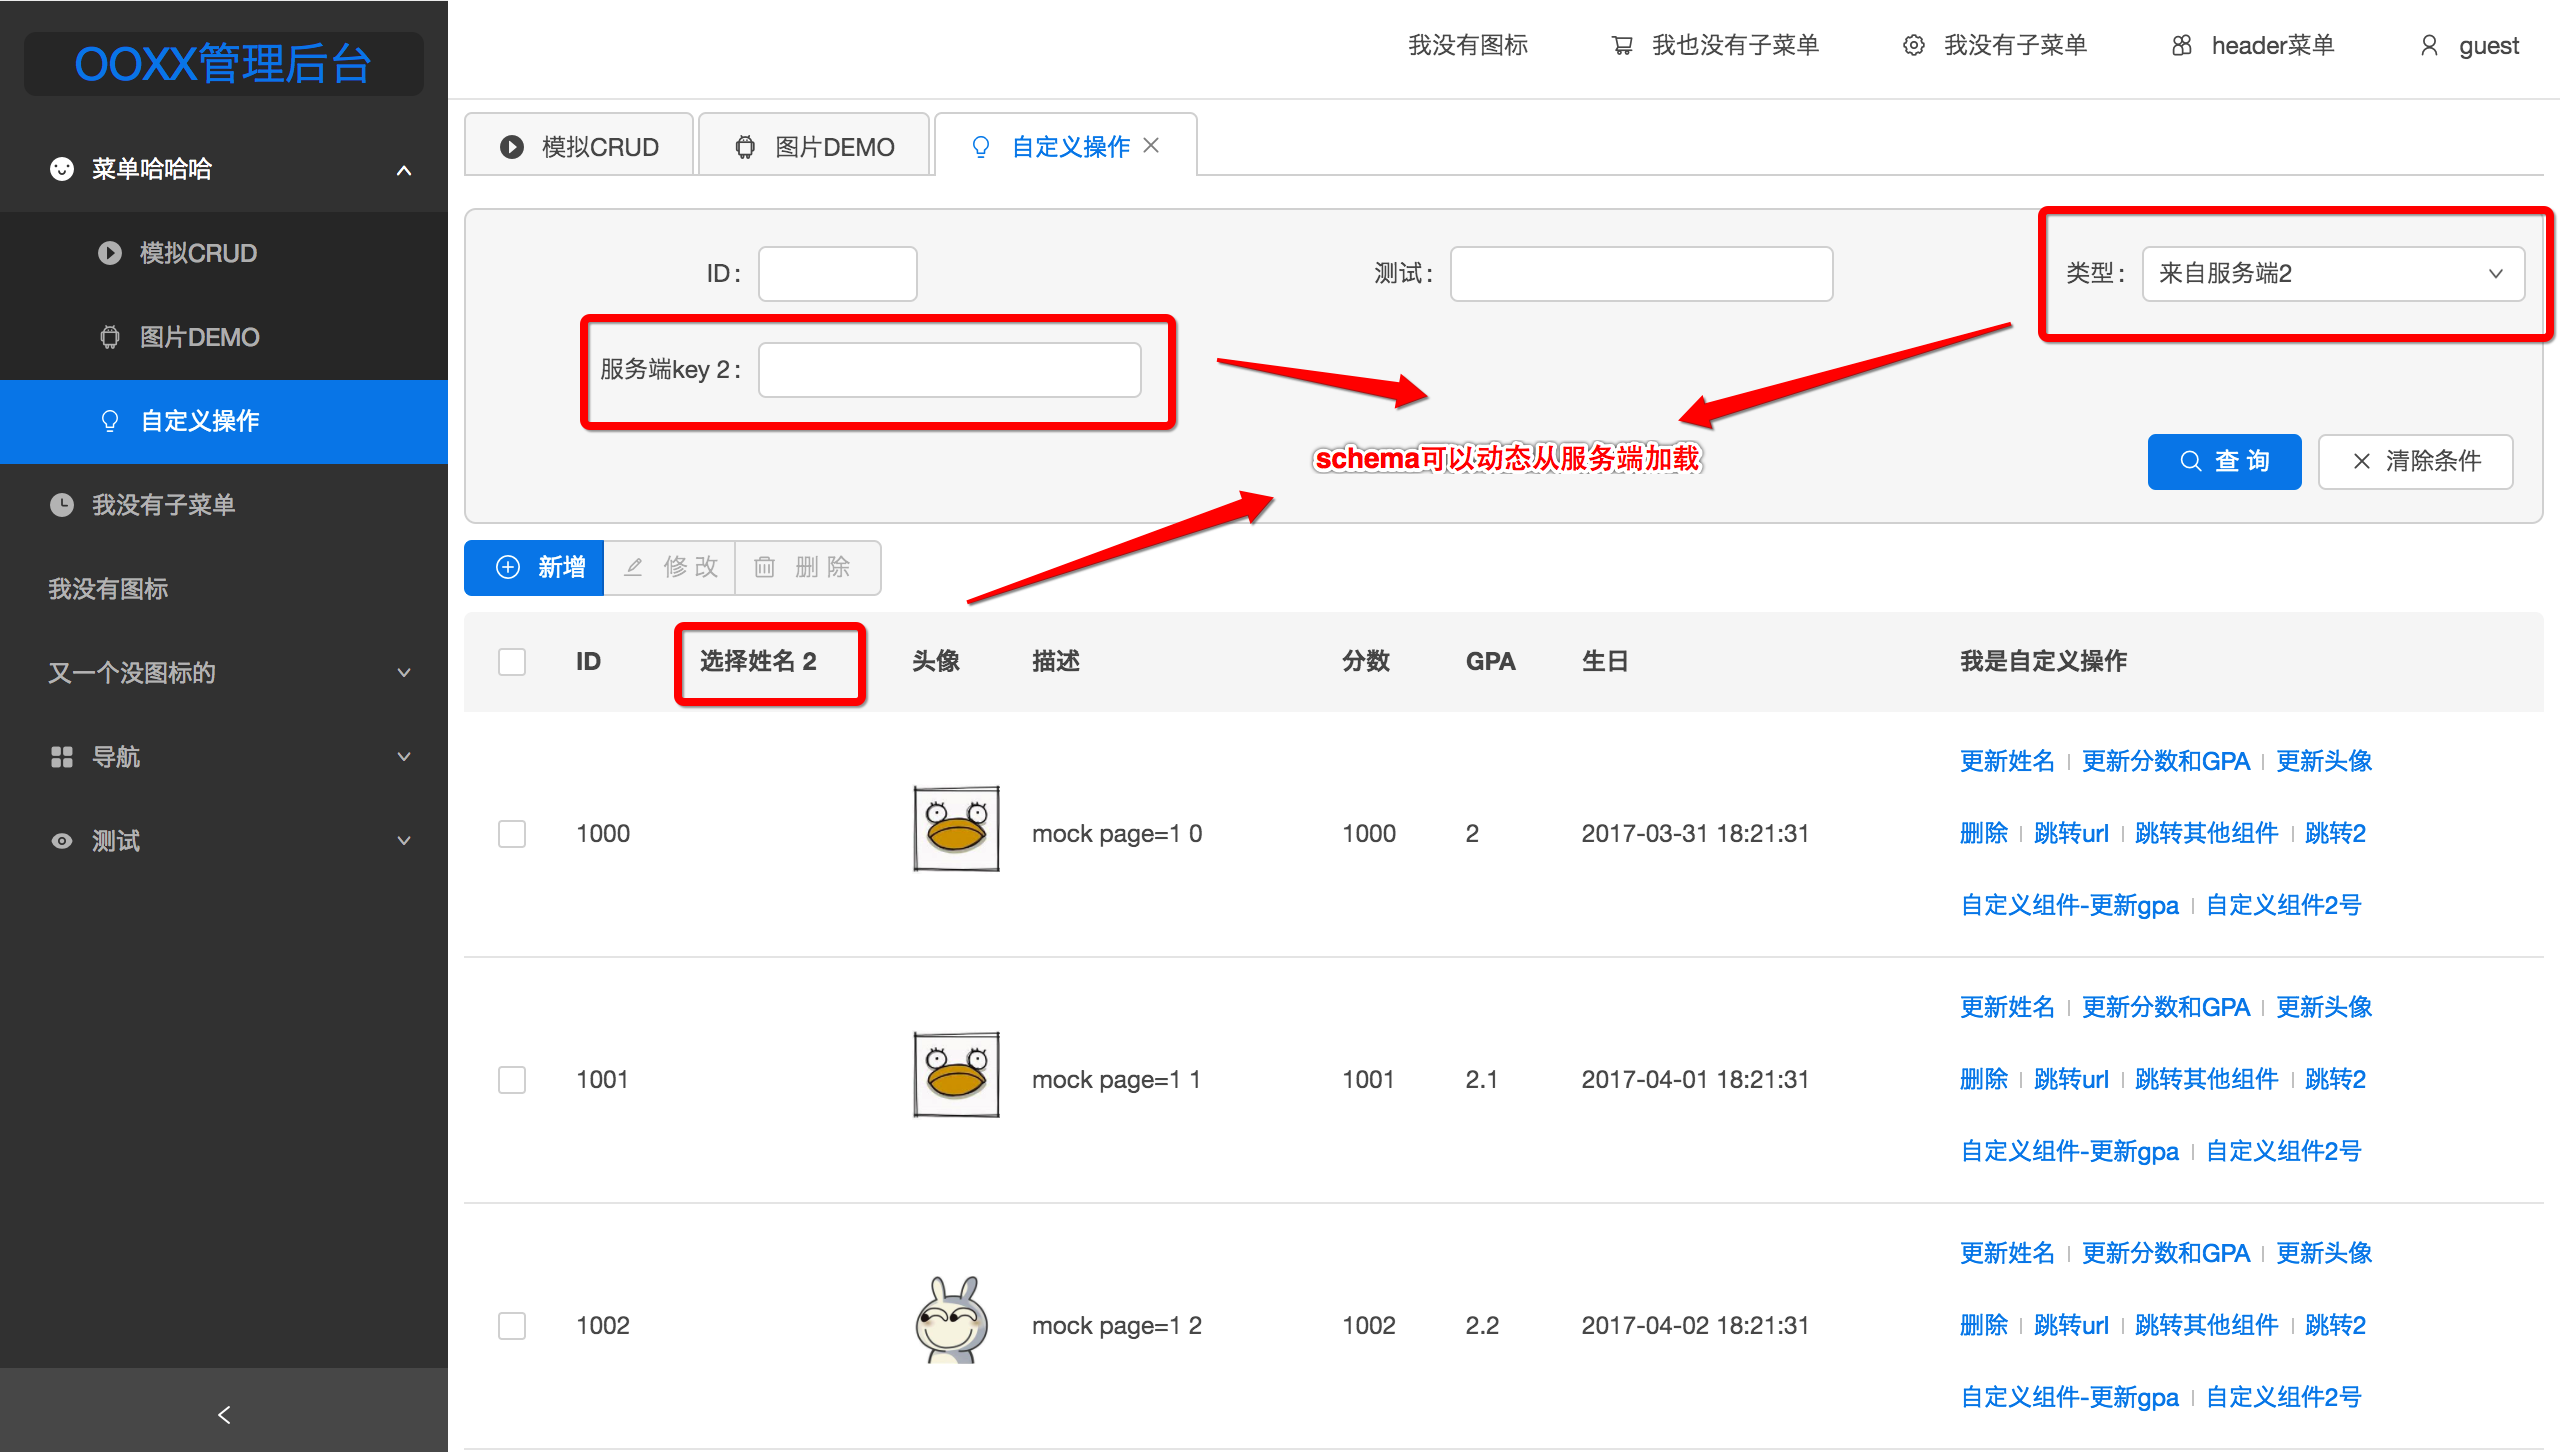 OOXX管理后台
我没有图标
我也没有子菜单
我没有子菜单
header菜单
guest
菜单哈哈哈
模拟CRUD
图片DEMO
自定义操作
我没有子菜单
我没有图标
又一个没图标的
导航
测试
模拟CRUD
图片DEMO
自定义操作
ID:
测试:
类型: 来自服务端2
服务端key 2:
schema可以动态从服务端加载
查 询
清除条件
新增
修 改
删 除
ID 选择姓名 2 头像 描述 分数 GPA 生日 我是自定义操作
更新姓名 更新分数和GPA 更新头像
1000 mock page=1 0 1000 2 2017-03-31 18:21:31 删除 跳转url 跳转其他组件 跳转2
自定义组件-更新gpa 自定义组件2号
更新姓名 更新分数和GPA 更新头像
1001 mock page=1 1 1001 2.1 2017-04-01 18:21:31 删除 跳转url 跳转其他组件 跳转2
自定义组件-更新gpa 自定义组件2号
更新姓名 更新分数和GPA 更新头像
1002 mock page=1 2 1002 2.2 2017-04-02 18:21:31 删除 跳转url 跳转其他组件 跳转2
自定义组件-更新gpa 自定义组件2号